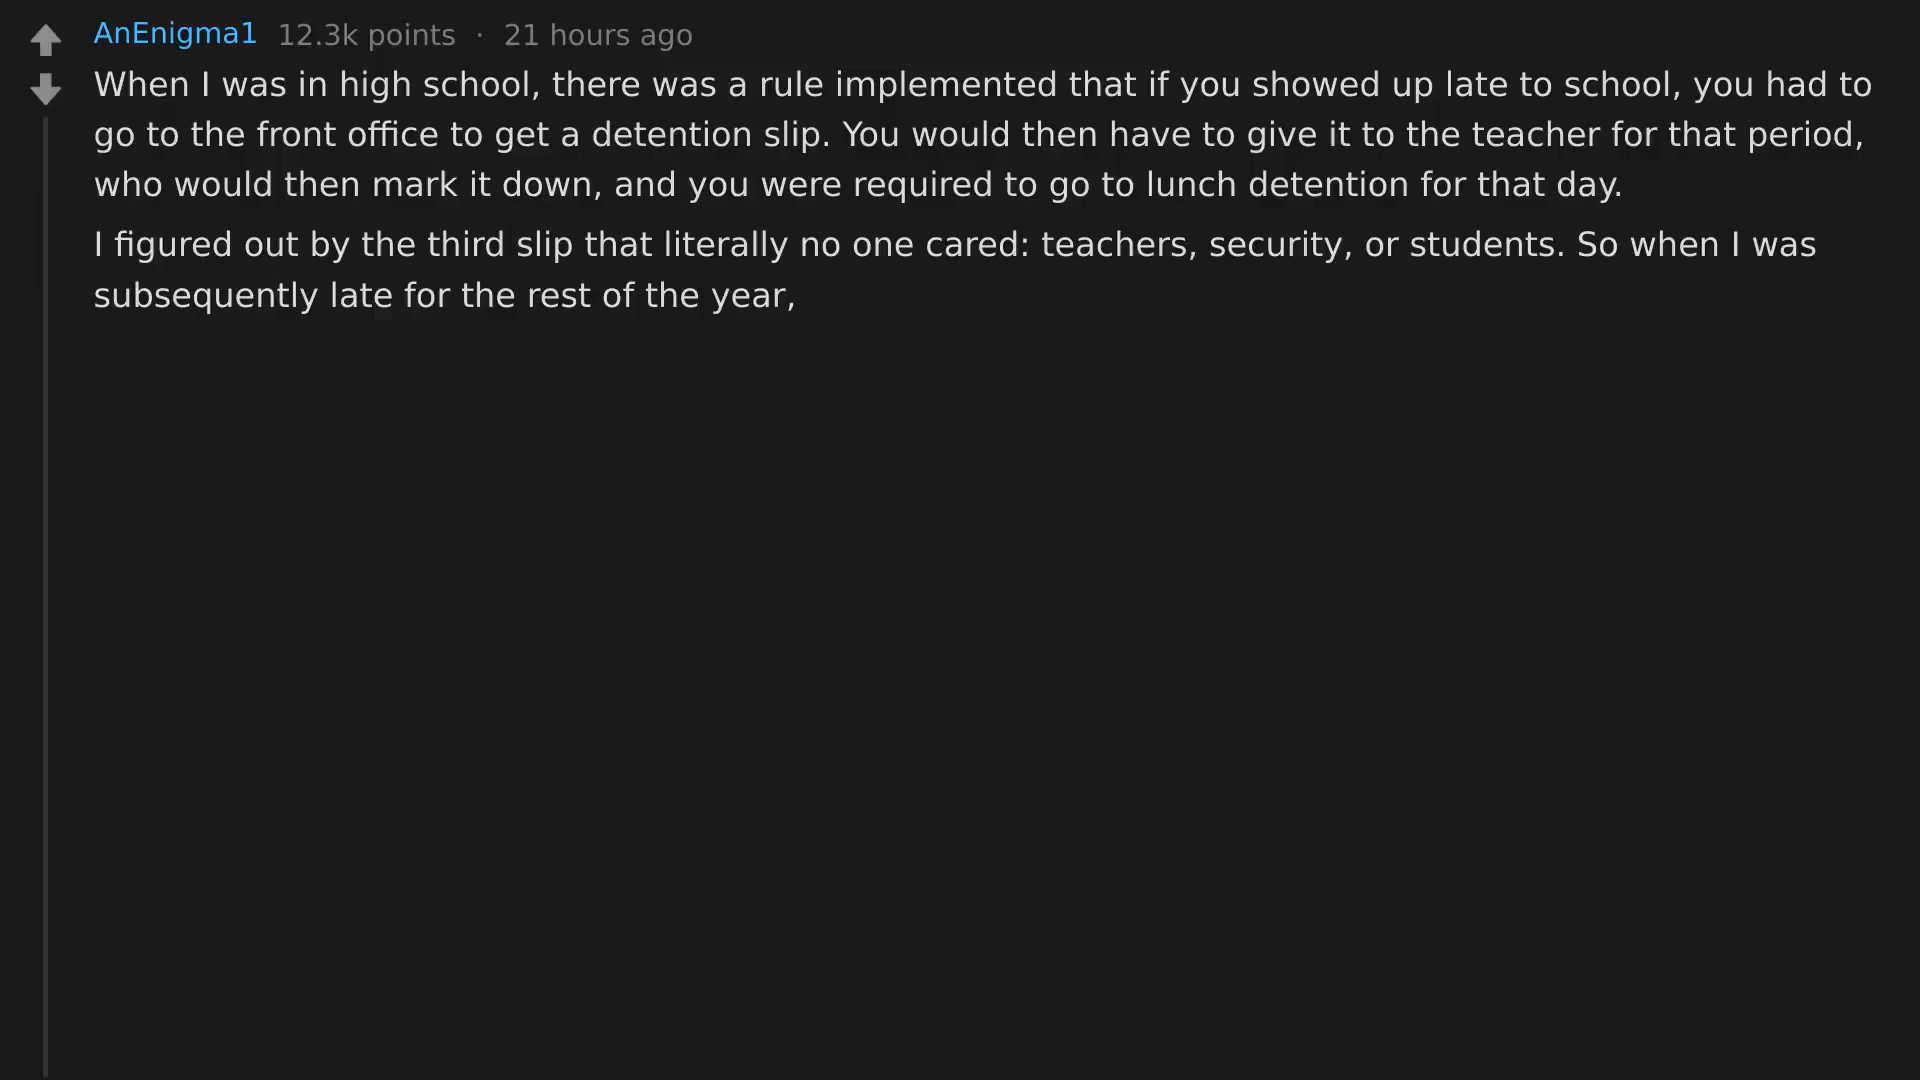 AnEnigma1 12.3k points · 21 hours ago
When I was in high school, there was a rule implemented that if you showed up late to school, you had to
go to the front office to get a detention slip. You would then have to give it to the teacher for that period,
who would then mark it down, and you were required to go to lunch detention for that day.
I figured out by the third slip that literally no one cared: teachers, security, or students. So when I was
subsequently late for the rest of the year,